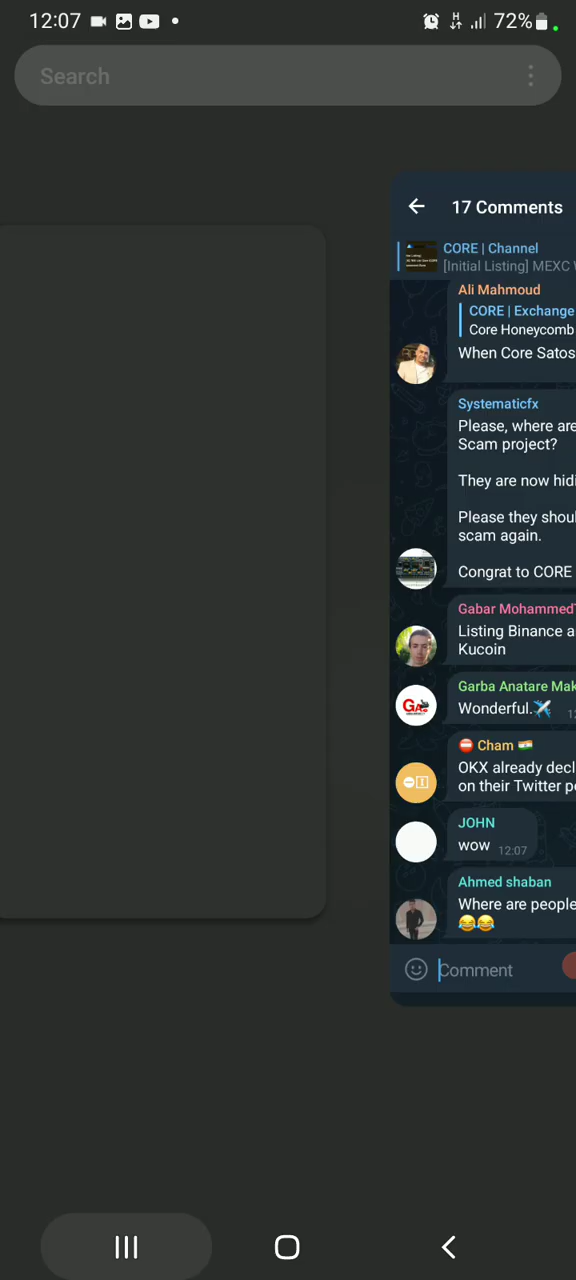 12:07
72%
Search
17 Comments
CORE | Channel
[Initial Listing] MEXC
Ali Mahmoud
CORE | Exchange
Core Honeycomb
When Core Satos
Systematicfx
Please, where are
Scam project?
They are now hidi
Please they shoul
scam again.
Congrat to CORE
Gabar Mohammed
Listing Binance a
Kucoin
Garba Anatare Mak
Wonderful.✈️
⛔ Cham 🇮🇳
OKX already decl
on their Twitter p
JOHN
wow 12:07
Ahmed shaban
Where are people
😂😂
Comment